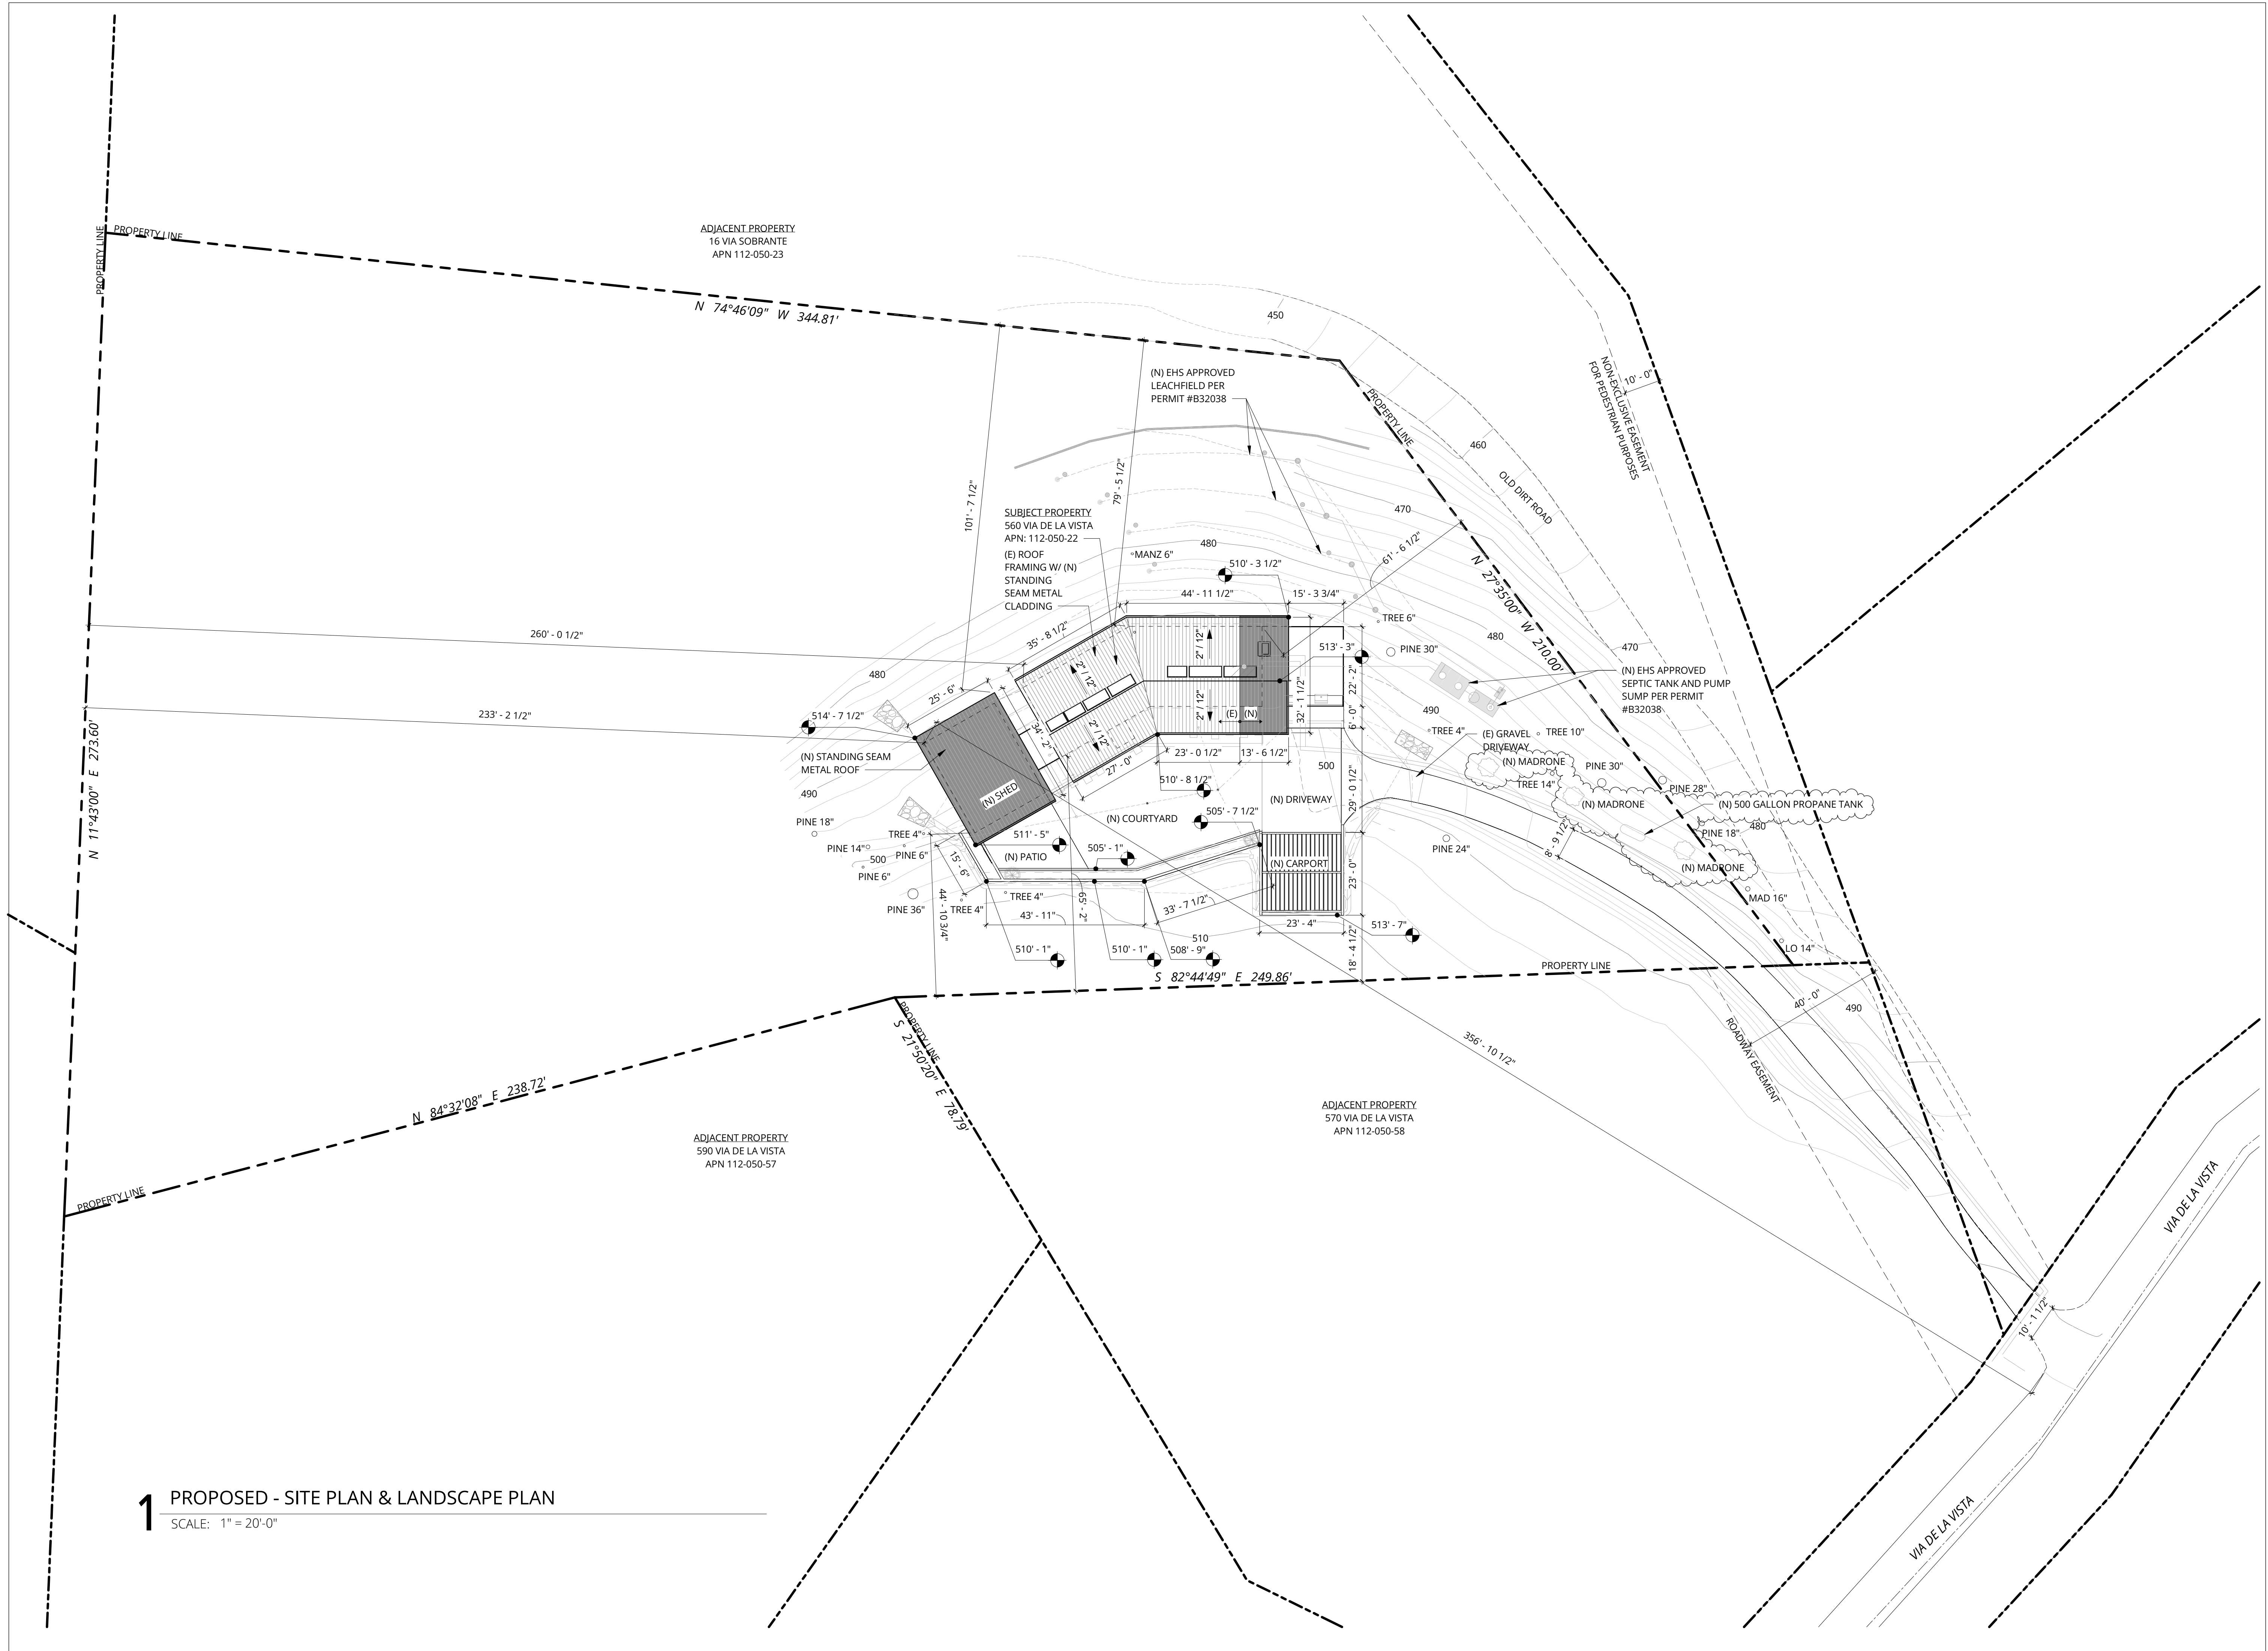 ADJACENT PROPERTY
16 VIA SOBRANTE
APN 112-050-23
PROPERTY LINE
PROPERTY LINE
N 74°46'09" W 344.81'
450
(N) EHS APPROVED
LEACHFIELD PER
PERMIT #B32038
PROPERTY LINE
NON-EXCLUSIVE EASEMENT
FOR PEDESTRIAN PURPOSES
10' - 0"
460
OLD DIRT ROAD
101' - 7 1/2"
79' - 5 1/2"
470
SUBJECT PROPERTY
560 VIA DE LA VISTA
APN: 112-050-22
(E) ROOF
FRAMING W/ (N)
STANDING
SEAM METAL
CLADDING
MANZ 6"
480
61' - 6 1/2"
N 27°35'00" W 210.00'
510' - 3 1/2"
44' - 11 1/2"
15' - 3 3/4"
TREE 6"
480
470
260' - 0 1/2"
35' - 8 1/2"
2" / 12"
2" / 12"
513' - 3"
PINE 30"
(N) EHS APPROVED
SEPTIC TANK AND PUMP
SUMP PER PERMIT
#B32038
480
25' - 6"
2" / 12"
2" / 12"
34' - 2"
(E)
(N)
32' - 1 1/2"
22' - 2"
6' - 0"
490
233' - 2 1/2"
514' - 7 1/2"
TREE 4"
(E) GRAVEL
DRIVEWAY
TREE 10"
N 11°43'00" E 273.60'
(N) STANDING SEAM
METAL ROOF
23' - 0 1/2"
13' - 6 1/2"
27' - 0"
500
(N) MADRONE
PINE 30"
TREE 14"
PINE 28"
490
(N) SHED
510' - 8 1/2"
(N) DRIVEWAY
29' - 0 1/2"
(N) MADRONE
(N) 500 GALLON PROPANE TANK
PINE 18"
505' - 7 1/2"
(N) COURTYARD
TREE 4"
511' - 5"
PINE 24"
8' - 9 1/2"
PINE 18"
480
PINE 14"
PINE 6"
500
505' - 1"
(N) PATIO
(N) CARPORT
(N) MADRONE
PINE 6"
15' - 6"
23' - 0"
TREE 4"
PINE 36"
TREE 4"
44' - 10 3/4"
43' - 11"
65' - 2"
33' - 7 1/2"
23' - 4"
513' - 7"
MAD 16"
510
510' - 1"
510' - 1"
508' - 9"
18' - 4 1/2"
LO 14"
S 82°44'49" E 249.86'
PROPERTY LINE
PROPERTY LINE
S 21°50'20" E 78.79'
40' - 0"
490
ROADWAY EASEMENT
356' - 10 1/2"
N 84°32'08" E 238.72'
PROPERTY LINE
ADJACENT PROPERTY
590 VIA DE LA VISTA
APN 112-050-57
ADJACENT PROPERTY
570 VIA DE LA VISTA
APN 112-050-58
VIA DE LA VISTA
10' - 1 1/2"
VIA DE LA VISTA
1
PROPOSED - SITE PLAN & LANDSCAPE PLAN
SCALE: 1" = 20'-0"